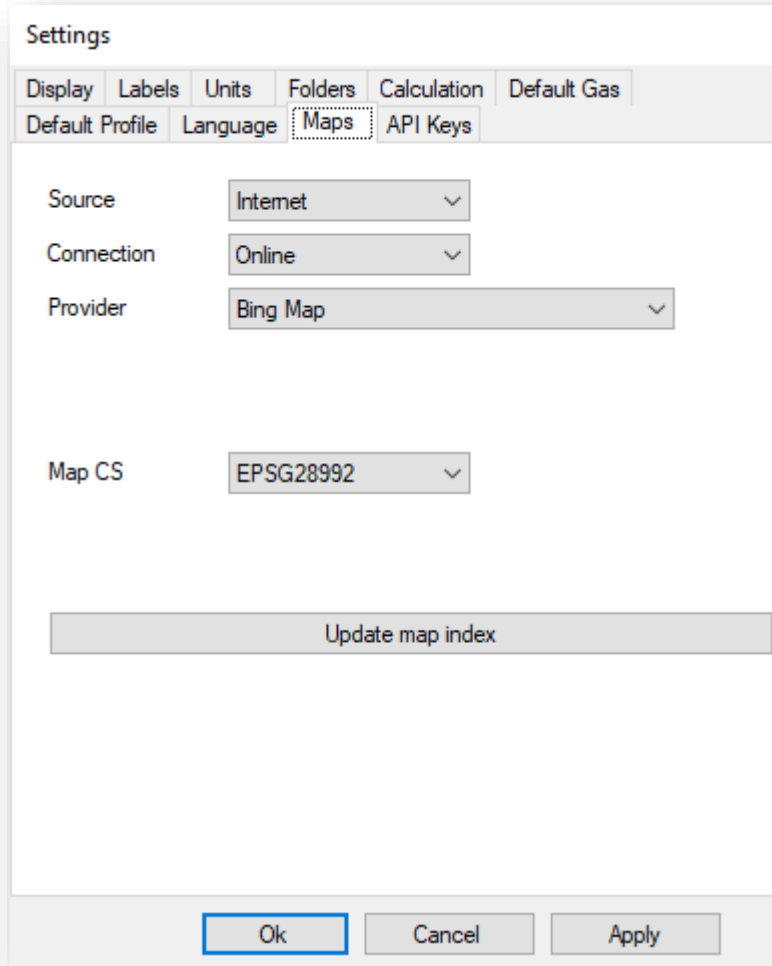 Settings
Display Labels Units Folders Calculation Default Gas
Default Profile Language Maps API Keys
Source Internet
Connection Online
Provider Bing Map
Map CS EPSG28992
Update map index
Ok Cancel Apply